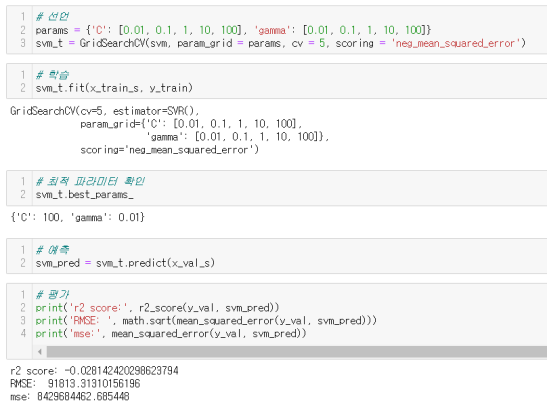 1 # 선언
2 params = {'C': [0.01, 0.1, 1, 10, 100], 'gamma': [0.01, 0.1, 1, 10, 100]}
3 svm_t = GridSearchCV(svm, param_grid = params, cv = 5, scoring = 'neg_mean_squared_error')
1 # 학습
2 svm_t.fit(x_train_s, y_train)
GridSearchCV(cv=5, estimator=SVR(),
param_grid={'C': [0.01, 0.1, 1, 10, 100],
'gamma': [0.01, 0.1, 1, 10, 100]},
scoring='neg_mean_squared_error')
1 # 최적 파라미터 확인
2 svm_t.best_params_
{'C': 100, 'gamma': 0.01}
1 # 예측
2 svm_pred = svm_t.predict(x_val_s)
1 # 평가
2 print('r2 score:', r2_score(y_val, svm_pred))
3 print('RMSE: ', math.sqrt(mean_squared_error(y_val, svm_pred)))
4 print('mse:', mean_squared_error(y_val, svm_pred))
r2 score: -0.028142420298623794
RMSE:  91813.31310156196
mse: 8429684462.685448